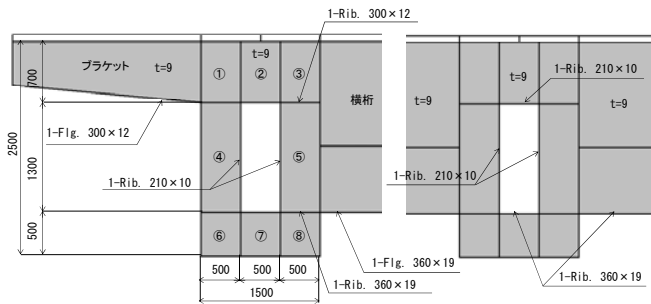 1-Rib. 300×12
ブラケット t=9
t=9
① ② ③
横桁
1-Flg. 300×12
④ ⑤
1-Rib. 210×10
⑥ ⑦ ⑧
700
1300
500
2500
500 500 500
1500
1-Flg. 360×19
1-Rib. 360×19
t=9
t=9
t=9
1-Rib. 210×10
1-Rib. 210×10
1-Rib. 360×19